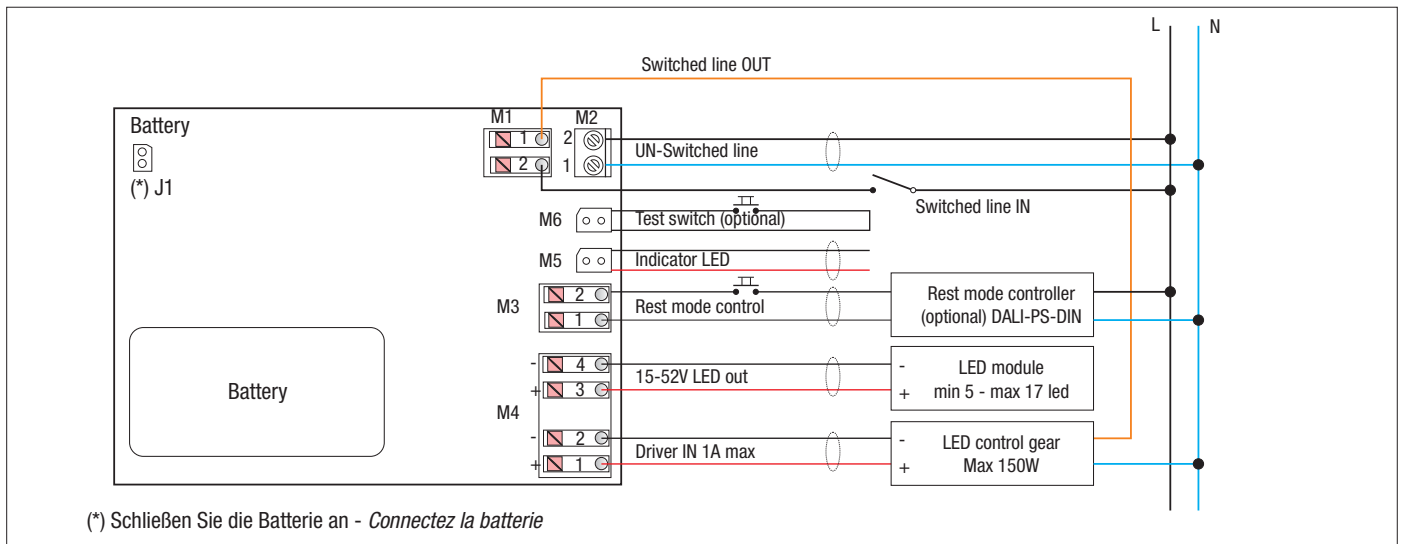 L N
Switched line OUT
Battery
M1 M2
1 2
UN-Switched line
2 1
(*) J1
Switched line IN
M6 Test switch (optional)
M5 Indicator LED
M3
2
1
Rest mode control
Rest mode controller
(optional) DALI-PS-DIN
Battery
M4
- 4
+ 3
15-52V LED out
-
+
LED module
min 5 - max 17 led
- 2
+ 1
Driver IN 1A max
-
+
LED control gear
Max 150W
(*) Schließen Sie die Batterie an - Connectez la batterie